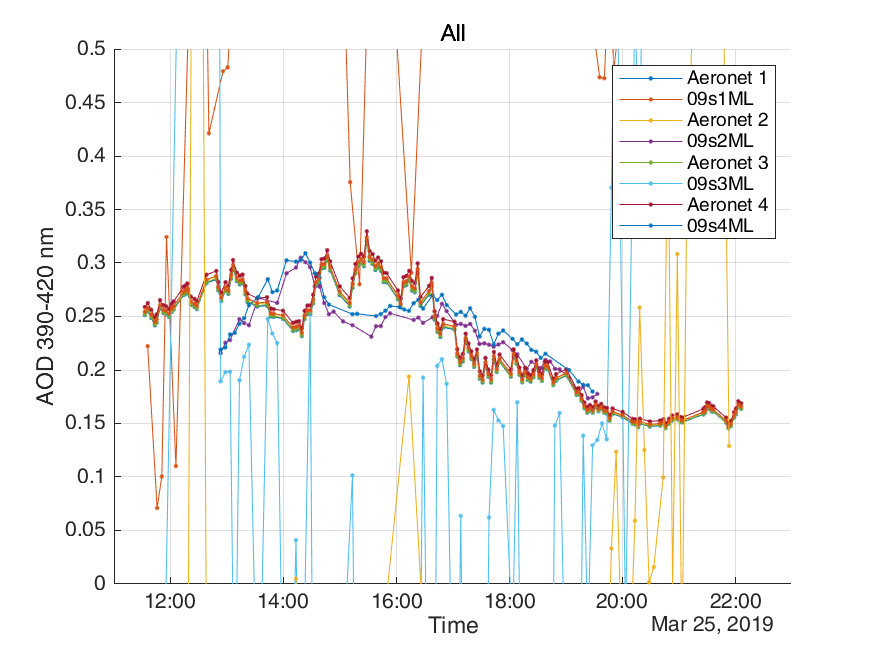 All
0.5
0.45
0.4
0.35
0.3
0.25
0.2
0.15
0.1
0.05
0
AOD 390-420 nm
Aeronet 1
09s1ML
Aeronet 2
09s2ML
Aeronet 3
09s3ML
Aeronet 4
09s4ML
12:00 14:00 16:00 18:00 20:00 22:00
Time
Mar 25, 2019